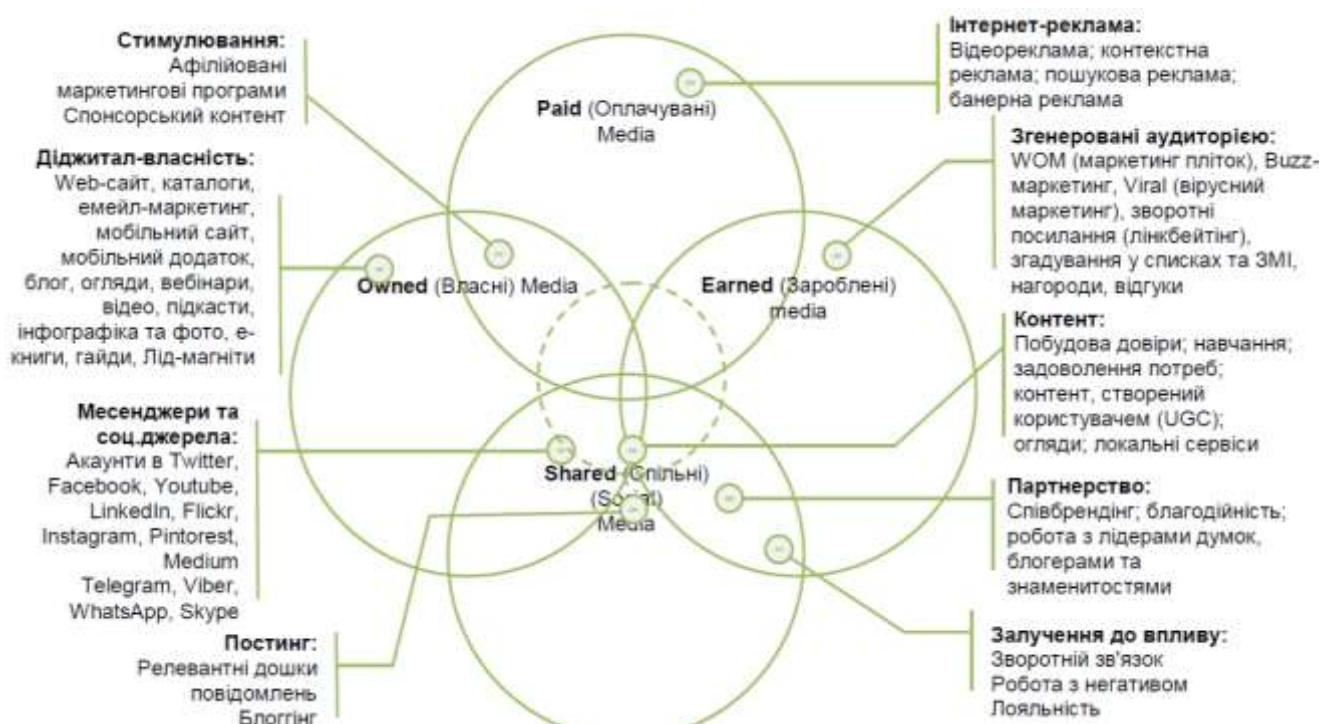 Стимулювання:
Афілійовані
маркетингові програми
Спонсорський контент
Діджитал-власність:
Web-сайт, каталоги,
емейл-маркетинг,
мобільний сайт,
мобільний додаток,
блог, огляди, вебінари,
відео, підкасти,
інфографіка та фото, е-
книги, гайди, Лід-магніти
Месенджери та
соц.джерела:
Акаунти в Twitter,
Facebook, Youtube,
LinkedIn, Flickr,
Instagram, Pintorest,
Medium
Telegram, Viber,
WhatsApp, Skype
Постинг:
Релевантні дошки
повідомлень
Блоггінг
Paid (Оплачувані)
Media
Owned (Власні) Media
Earned (Зароблені)
media
Shared (Спільні)
(Social)
Media
Інтернет-реклама:
Відеореклама; контекстна
реклама; пошукова реклама;
банерна реклама
Згенеровані аудиторією:
WOM (маркетинг пліток), Buzz-
маркетинг, Viral (вірусний
маркетинг), зворотні
посилання (лінкбейтінг),
згадування у списках та ЗМІ,
нагороди, відгуки
Контент:
Побудова довіри; навчання;
задоволення потреб;
контент, створений
користувачем (UGC);
огляди; локальні сервіси
Партнерство:
Співбрендінг; благодійність;
робота з лідерами думок,
блогерами та
знаменитостями
Залучення до впливу:
Зворотній зв'язок
Робота з негативом
Лояльність